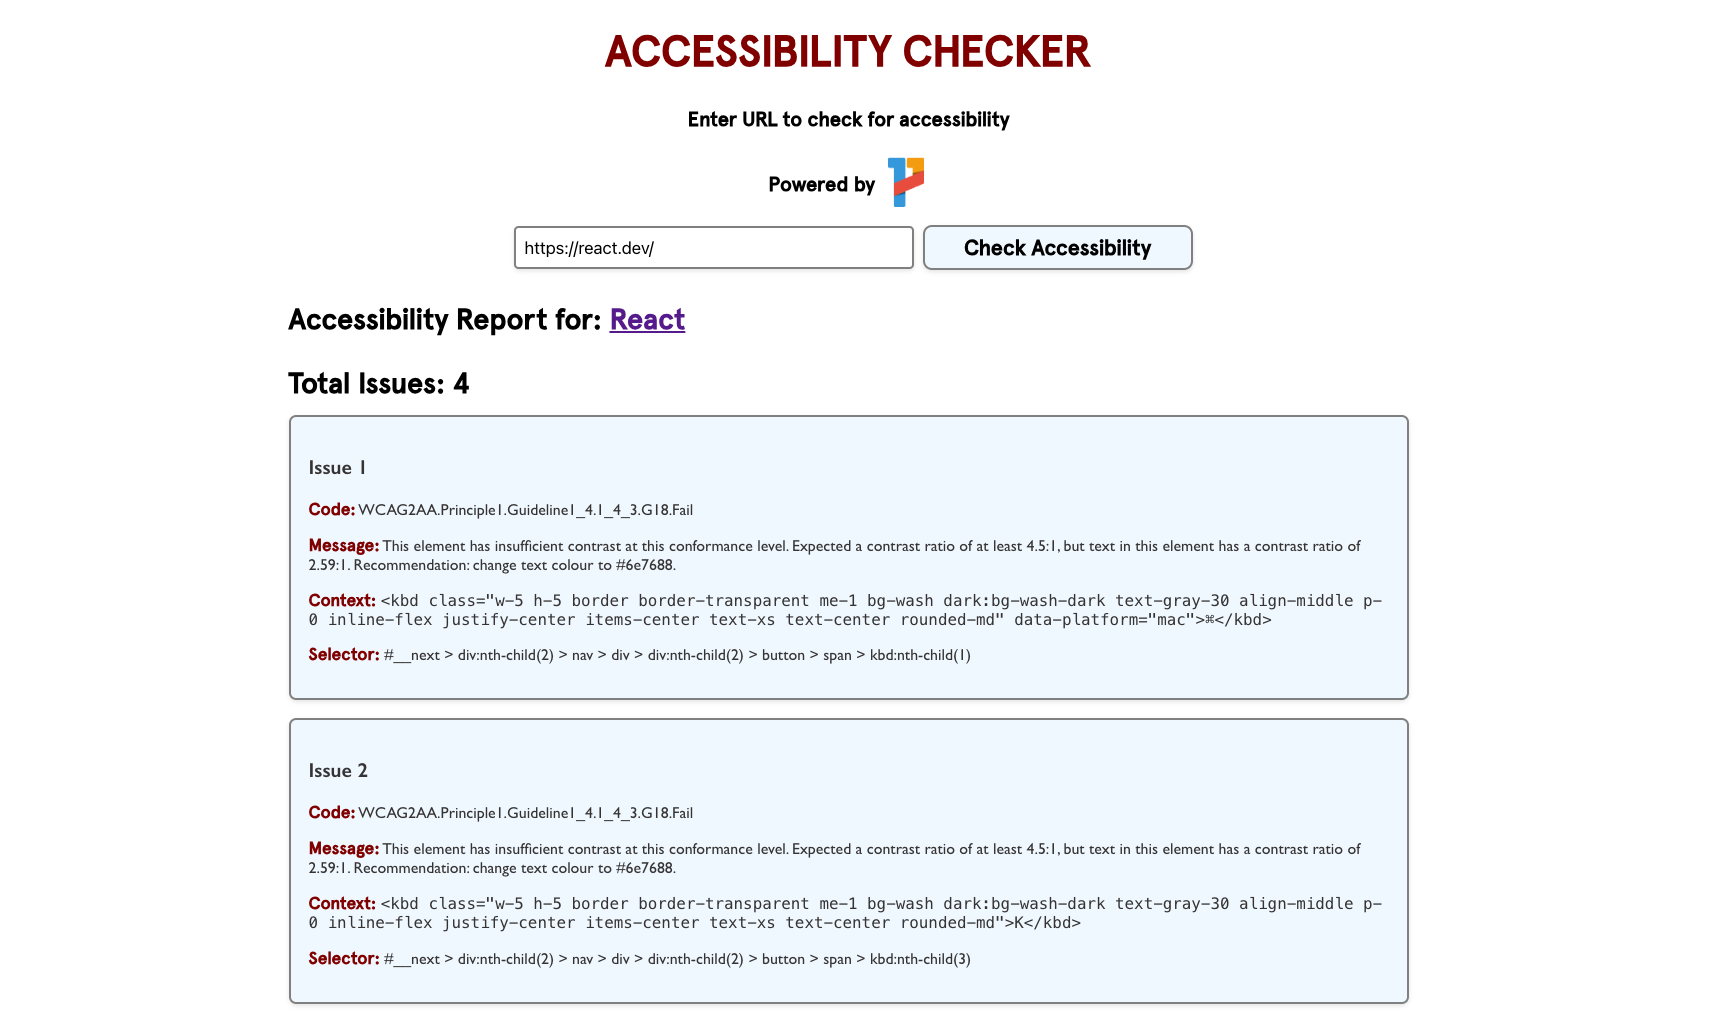 ACCESSIBILITY CHECKER
Enter URL to check for accessibility
Powered by
https://react.dev/
Check Accessibility
Accessibility Report for: React
Total Issues: 4
Issue 1
Code: WCAG2AA.Principle1.Guideline1_4.1_4_3.G18.Fail
Message: This element has insufficient contrast at this conformance level. Expected a contrast ratio of at least 4.5:1, but text in this element has a contrast ratio of
2.59:1. Recommendation: change text colour to #6e7688.
Context: <kbd class="w-5 h-5 border border-transparent me-1 bg-wash dark:bg-wash-dark text-gray-30 align-middle p-
0 inline-flex justify-center items-center text-xs text-center rounded-md" data-platform="mac">⌘</kbd>
Selector: #__next > div:nth-child(2) > nav > div > div:nth-child(2) > button > span > kbd:nth-child(1)
Issue 2
Code: WCAG2AA.Principle1.Guideline1_4.1_4_3.G18.Fail
Message: This element has insufficient contrast at this conformance level. Expected a contrast ratio of at least 4.5:1, but text in this element has a contrast ratio of
2.59:1. Recommendation: change text colour to #6e7688.
Context: <kbd class="w-5 h-5 border border-transparent me-1 bg-wash dark:bg-wash-dark text-gray-30 align-middle p-
0 inline-flex justify-center items-center text-xs text-center rounded-md">K</kbd>
Selector: #__next > div:nth-child(2) > nav > div > div:nth-child(2) > button > span > kbd:nth-child(3)